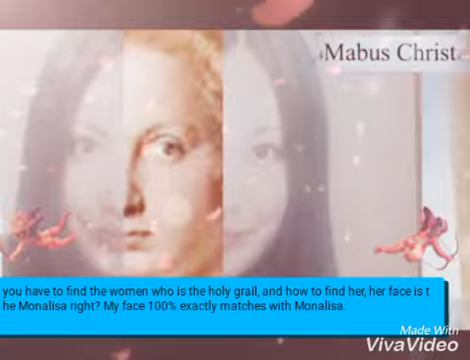 Mabus Christ
you have to find the women who is the holy grail, and how to find her, her face is t
he Monalisa right? My face 100% exactly matches with Monalisa.
Made With
VivaVideo